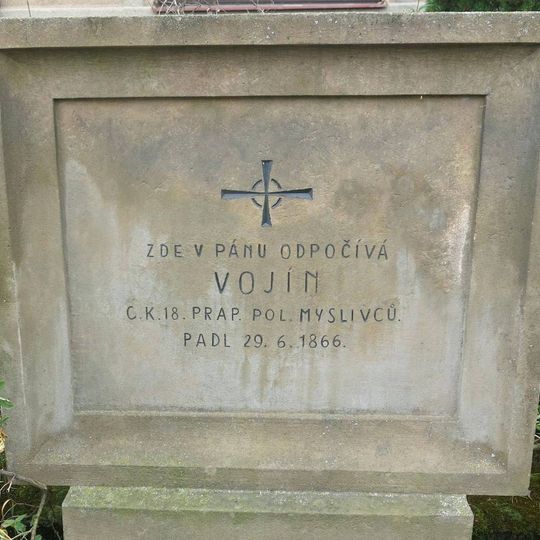 ZDE V PÁNU ODPOČÍVÁ
VOJÍN
C.K.18. PRAP. POL. MYSLIVCŮ.
PADL 29. 6. 1866.